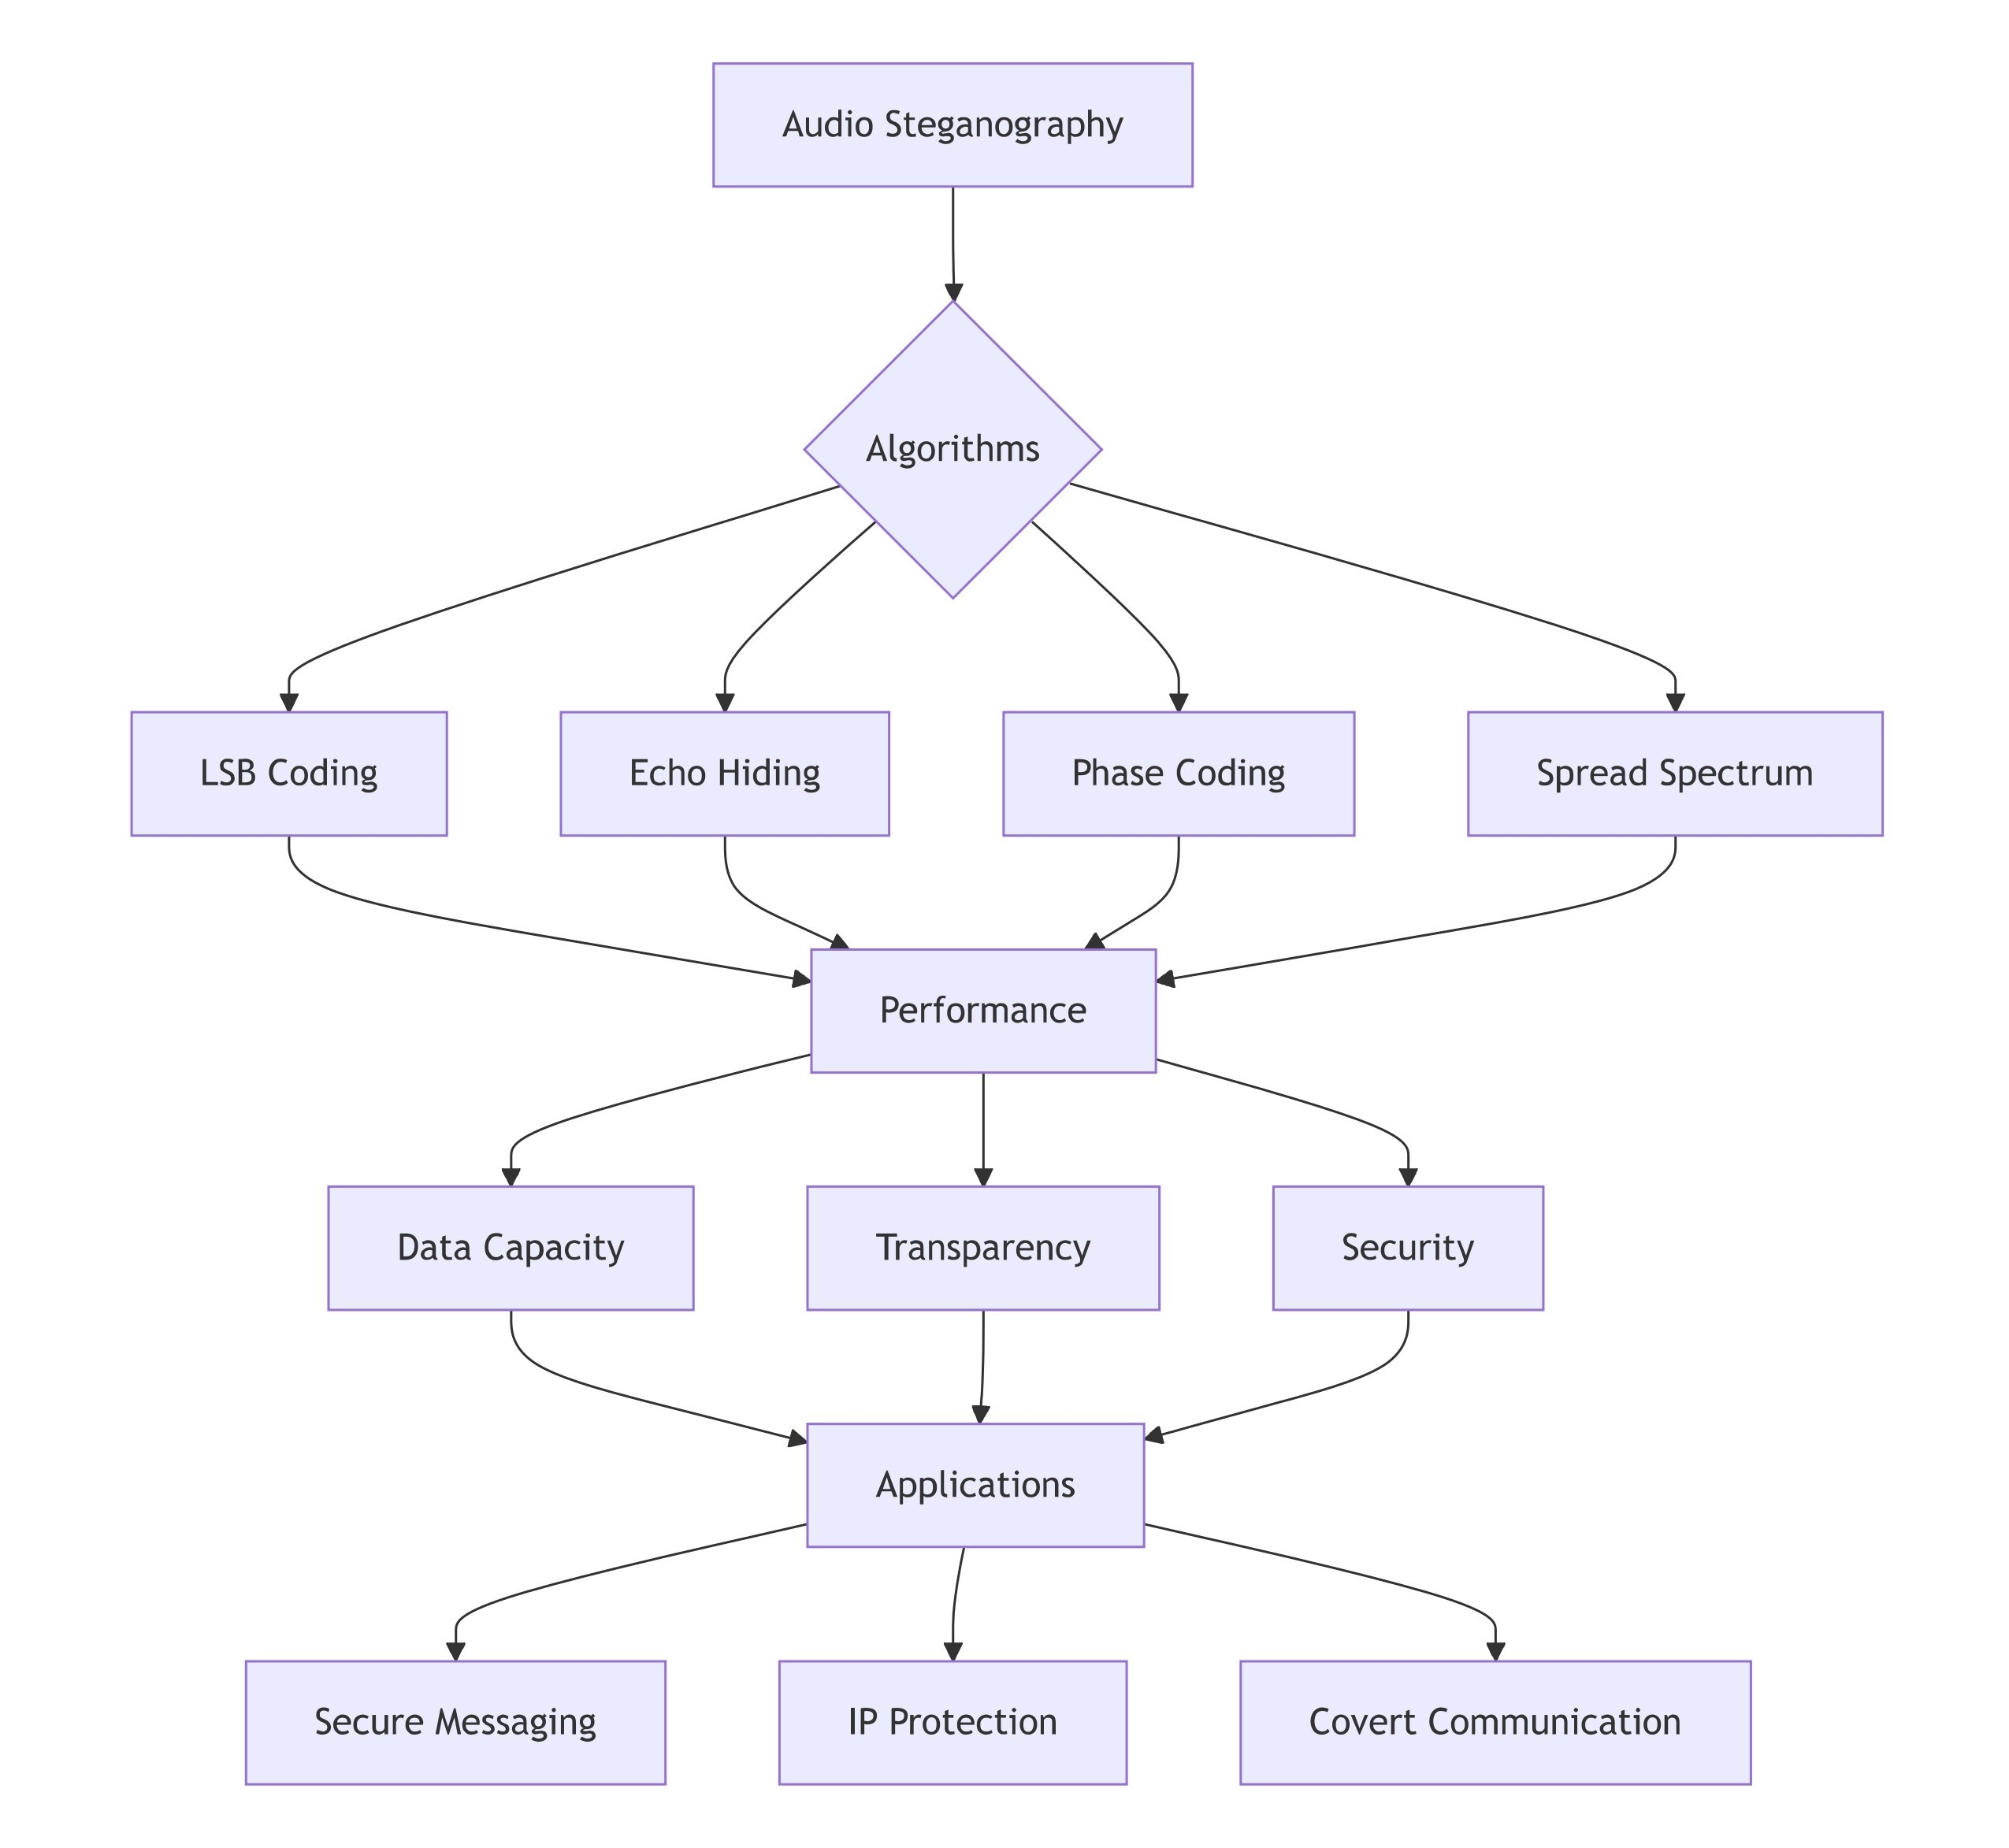 Audio Steganography
Algorithms
LSB Coding
Echo Hiding
Phase Coding
Spread Spectrum
Performance
Data Capacity
Transparency
Security
Applications
Secure Messaging
IP Protection
Covert Communication